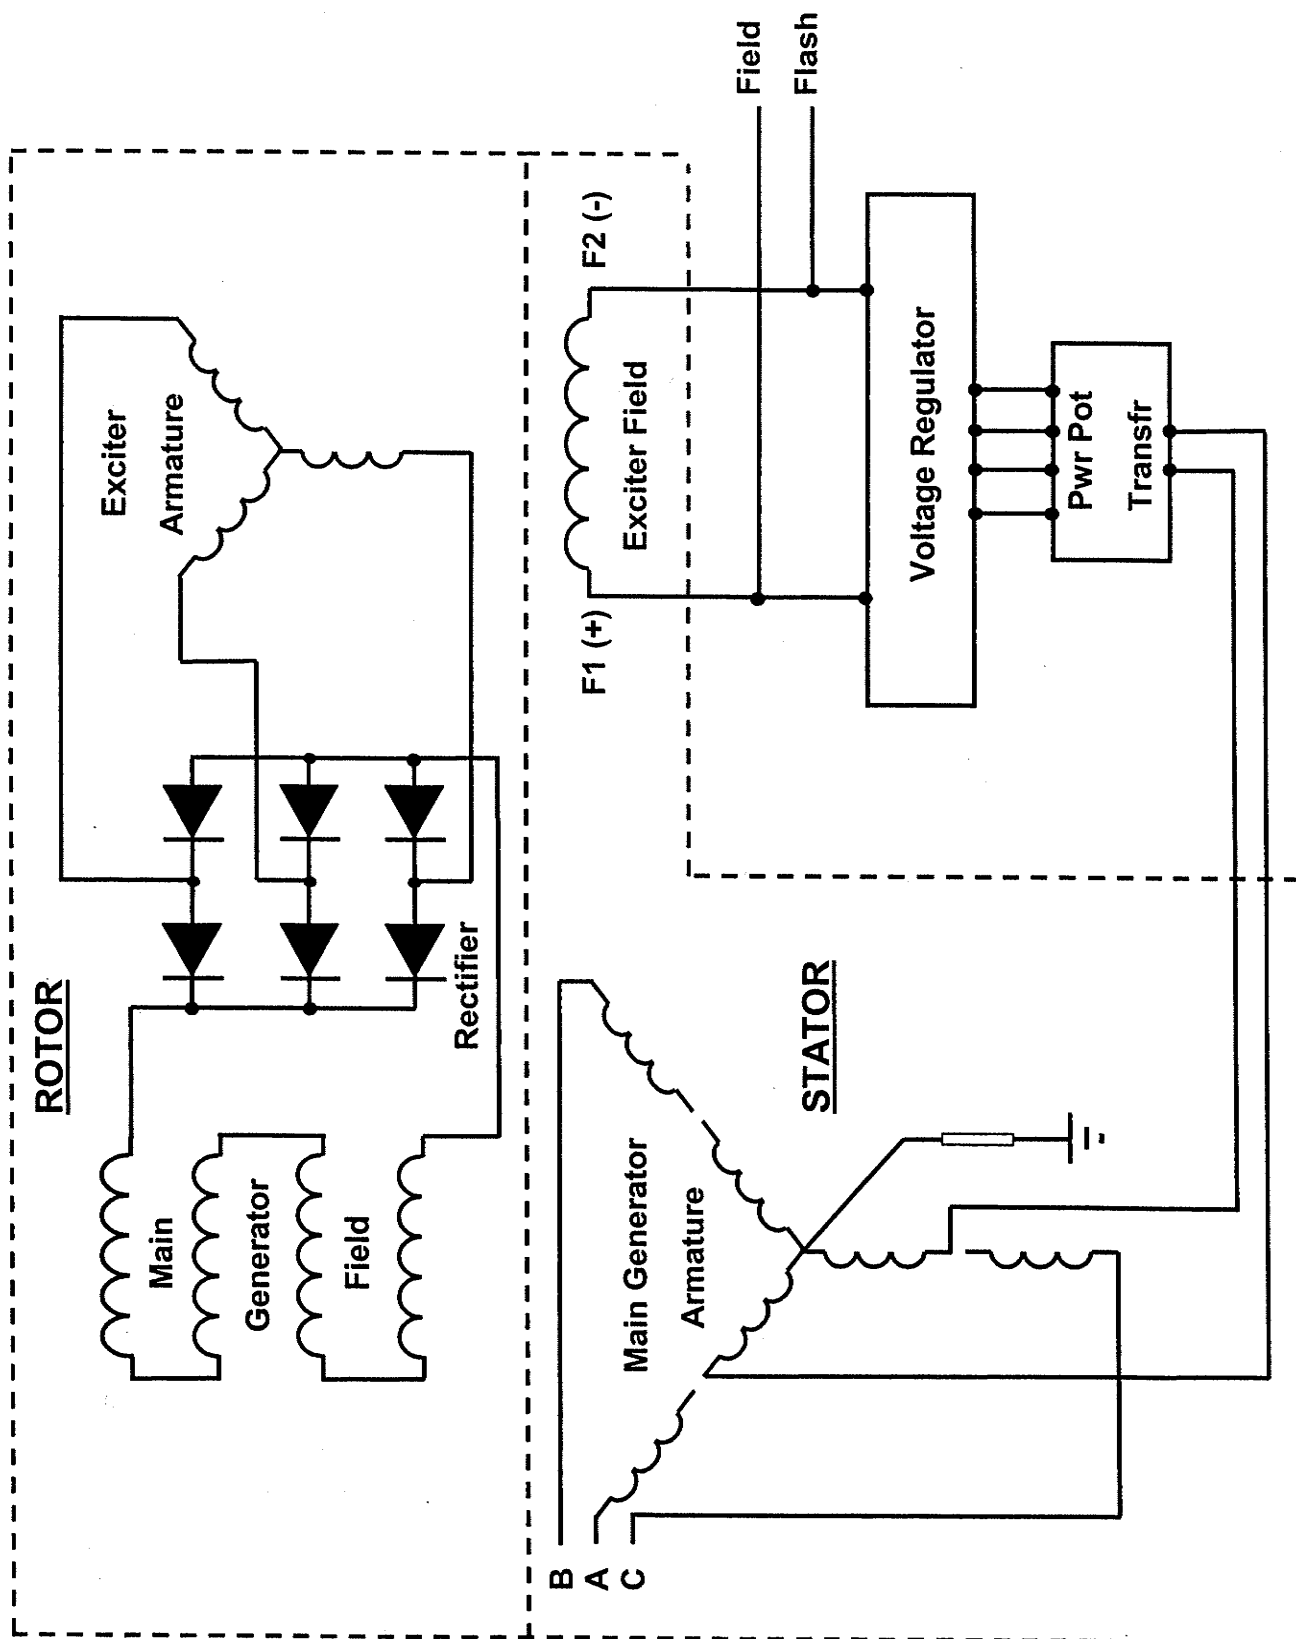 ROTOR
Main
Generator
Field
Rectifier
Exciter
Armature
B
A
C
Main Generator
Armature
STATOR
F1 (+)
Exciter Field
F2 (-)
Field
Flash
Voltage Regulator
Pwr Pot
Transfr